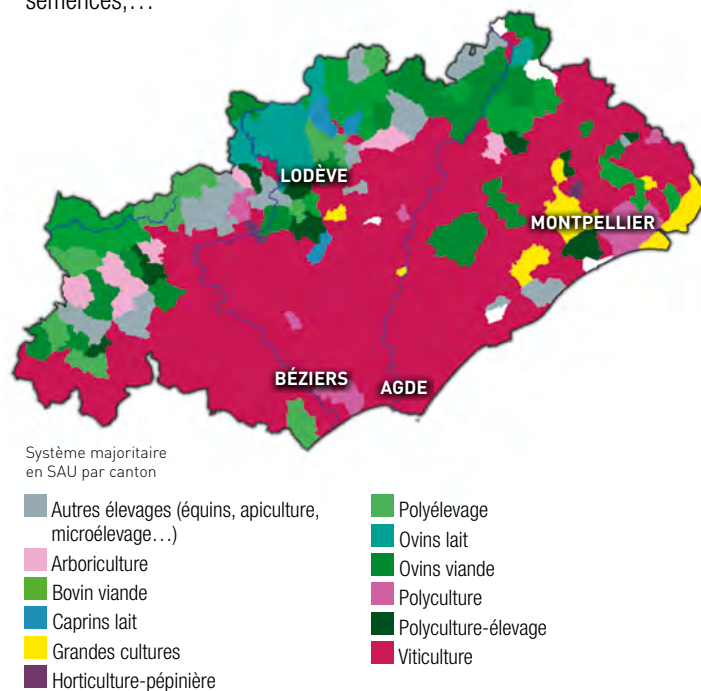 semences,...
LODÈVE
MONTPELLIER
BÉZIERS
AGDE
Système majoritaire
en SAU par canton
Autres élevages (équins, apiculture,
microélevage...)
Arboriculture
Bovin viande
Caprins lait
Grandes cultures
Horticulture-pépinière
Polyélevage
Ovins lait
Ovins viande
Polyculture
Polyculture-élevage
Viticulture